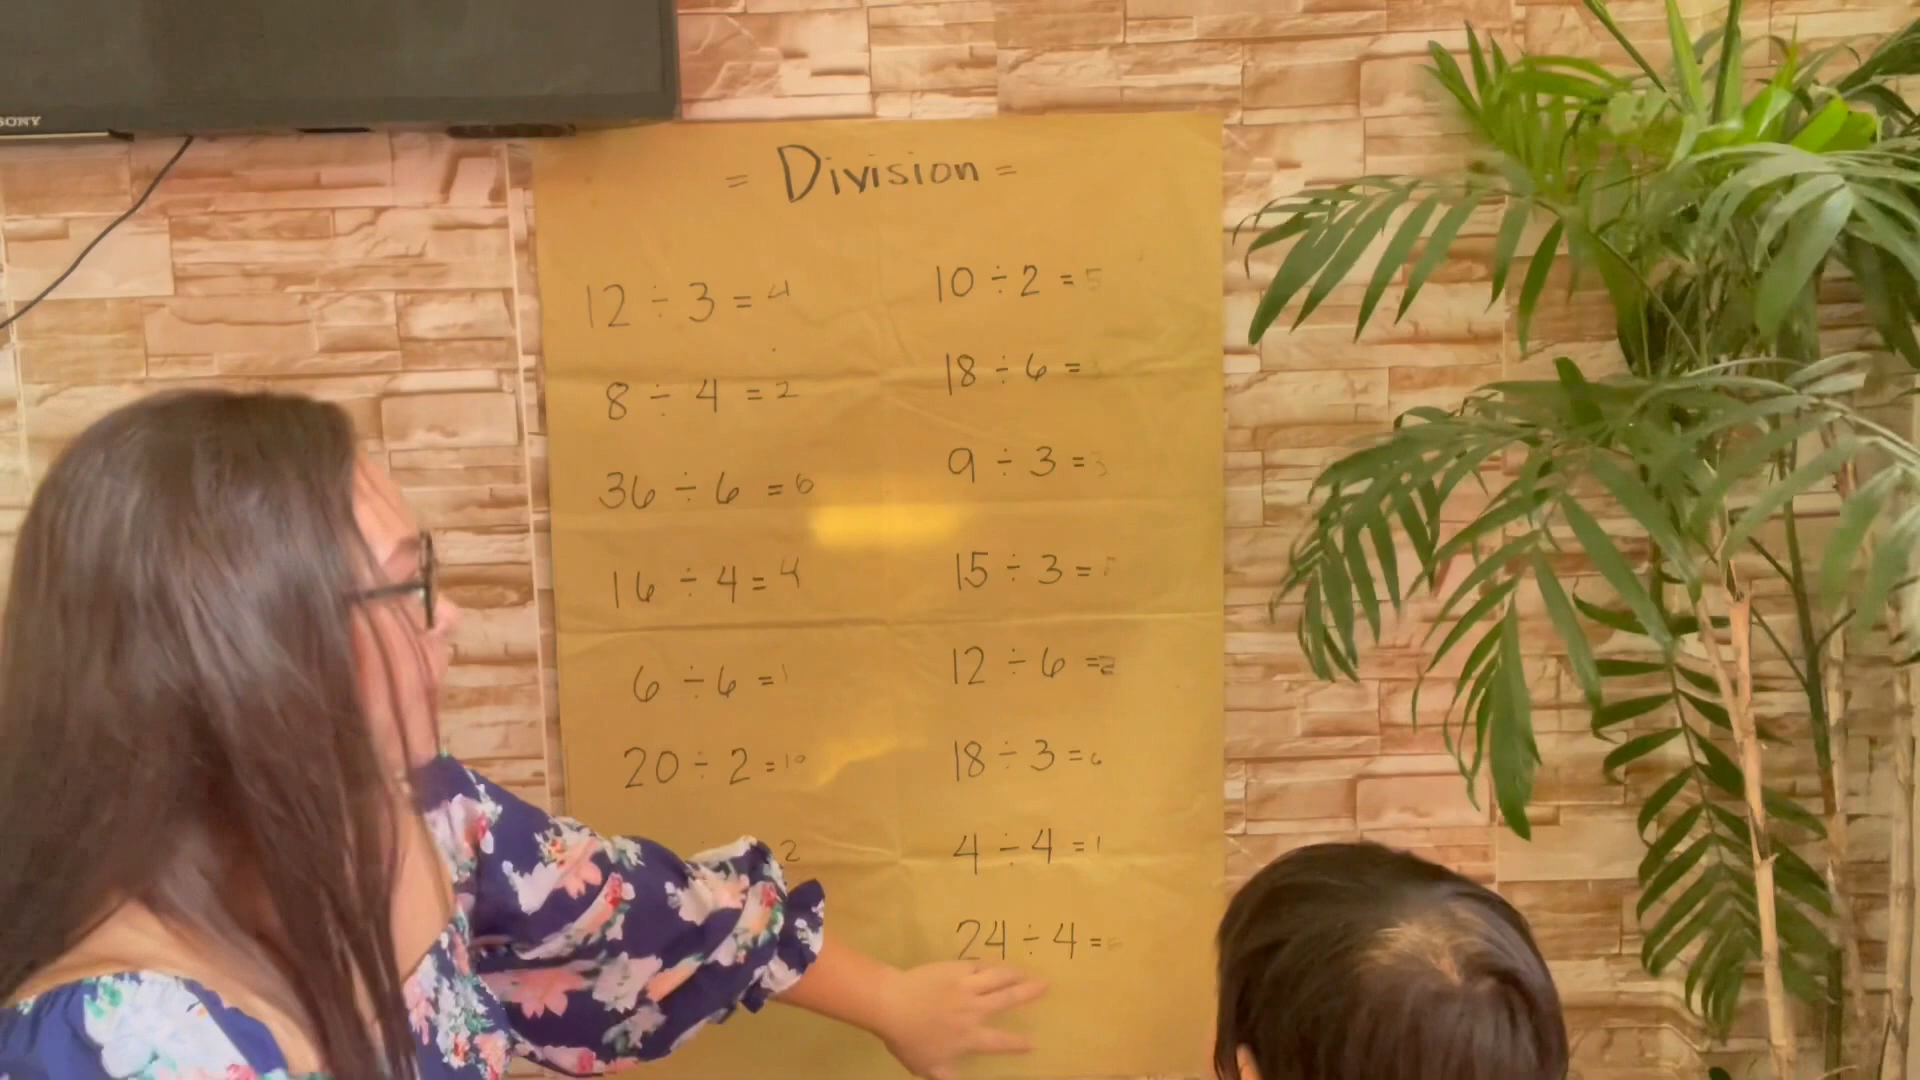 SONY
= Division =
12 ÷ 3 = 4
8 ÷ 4 = 2
36 ÷ 6 = 6
16 ÷ 4 = 4
6 ÷ 6 = 1
20 ÷ 2 = 10
2
10 ÷ 2 = 5
18 ÷ 6 =
9 ÷ 3 = 3
15 ÷ 3 =
12 ÷ 6 = 2
18 ÷ 3 = 6
4 ÷ 4 = 1
24 ÷ 4 =